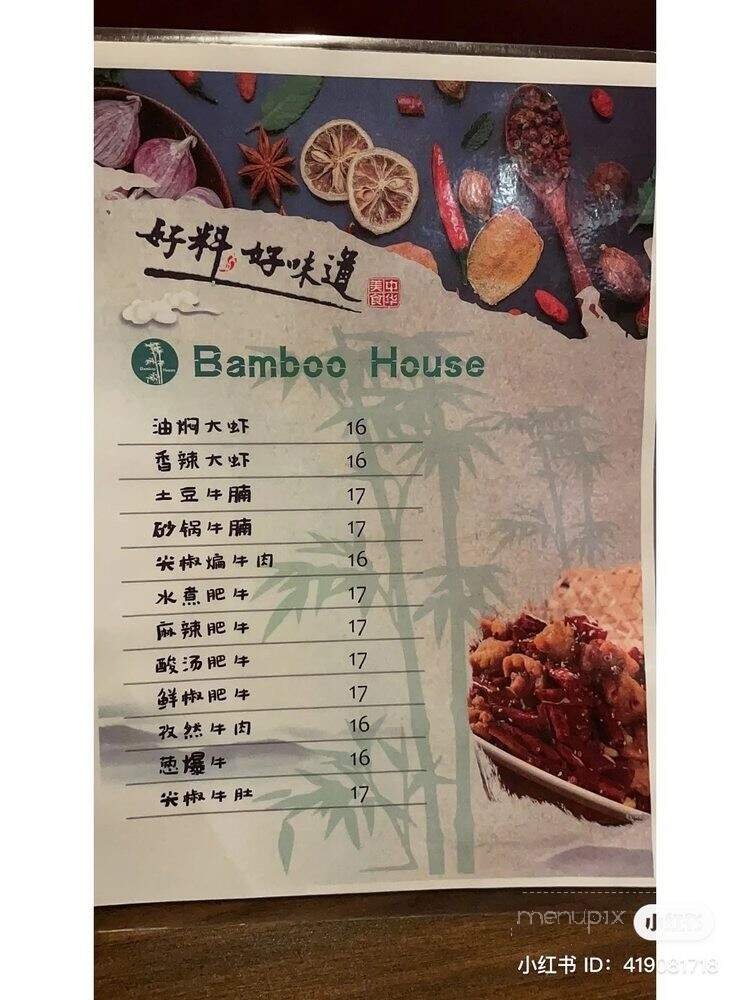 好料 好味道
中华美食
Bamboo House
Bamboo House
油焖大虾 16
香辣大虾 16
土豆牛腩 17
砂锅牛腩 17
尖椒煸牛肉 16
水煮肥牛 17
麻辣肥牛 17
酸汤肥牛 17
鲜椒肥牛 17
孜然牛肉 16
葱爆牛 16
尖椒牛肚 17
menupix
小红书 ID: 419081718